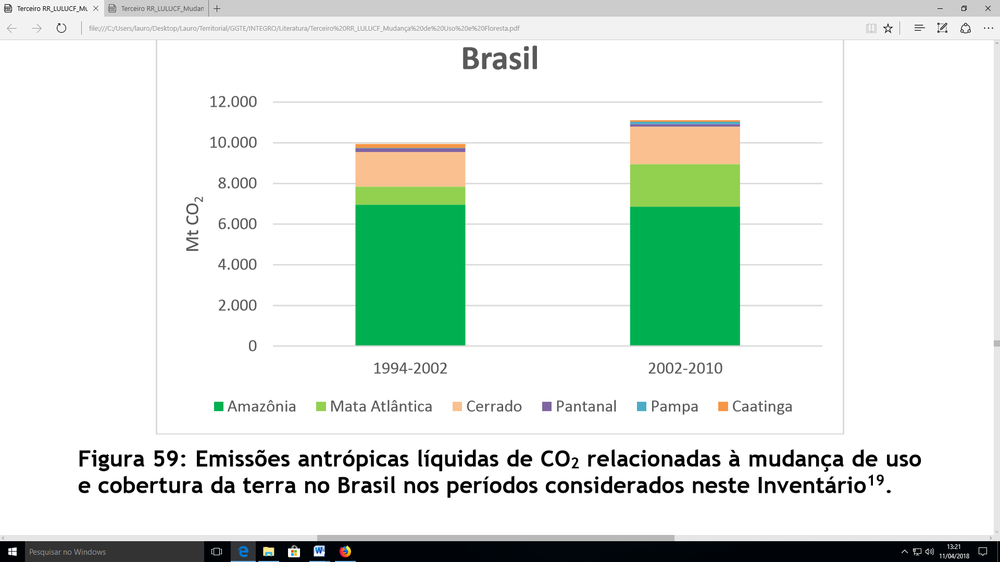 Terceiro RR_LULUCF_Mu
Terceiro RR_LULUCF_Mudan
file:///C:/Users/lauro/Desktop/Lauro/Territorial/GGTE/INTEGRO/Literatura/Terceiro%20RR_LULUCF_Mudança%20de%20Uso%20e%20Floresta.pdf
Brasil
12.000
10.000
8.000
6.000
4.000
2.000
0
Mt CO₂
1994-2002 2002-2010
Amazônia Mata Atlântica Cerrado Pantanal Pampa Caatinga
Figura 59: Emissões antrópicas líquidas de CO₂ relacionadas à mudança de uso
e cobertura da terra no Brasil nos períodos considerados neste Inventário¹⁹.
Pesquisar no Windows
13:21
11/04/2018